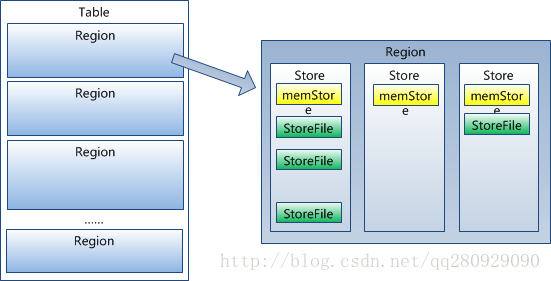 Table
Region
Region
Region
......
Region
Region
Store
memStor
e
StoreFile
StoreFile
StoreFile
Store
memStor
e
Store
memStor
e
StoreFile
http://blog.csdn.net/qq280929090